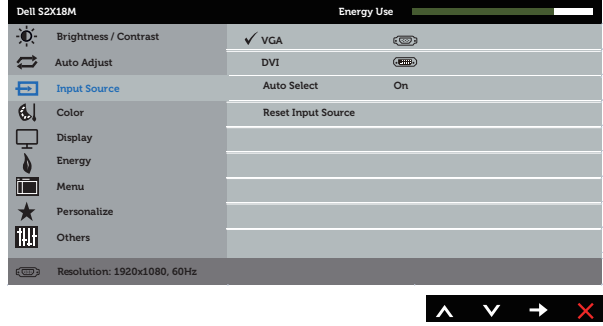 Dell S2X18M Energy Use
Brightness / Contrast VGA
Auto Adjust DVI
Input Source Auto Select On
Color Reset Input Source
Display
Energy
Menu
Personalize
Others
Resolution: 1920x1080, 60Hz